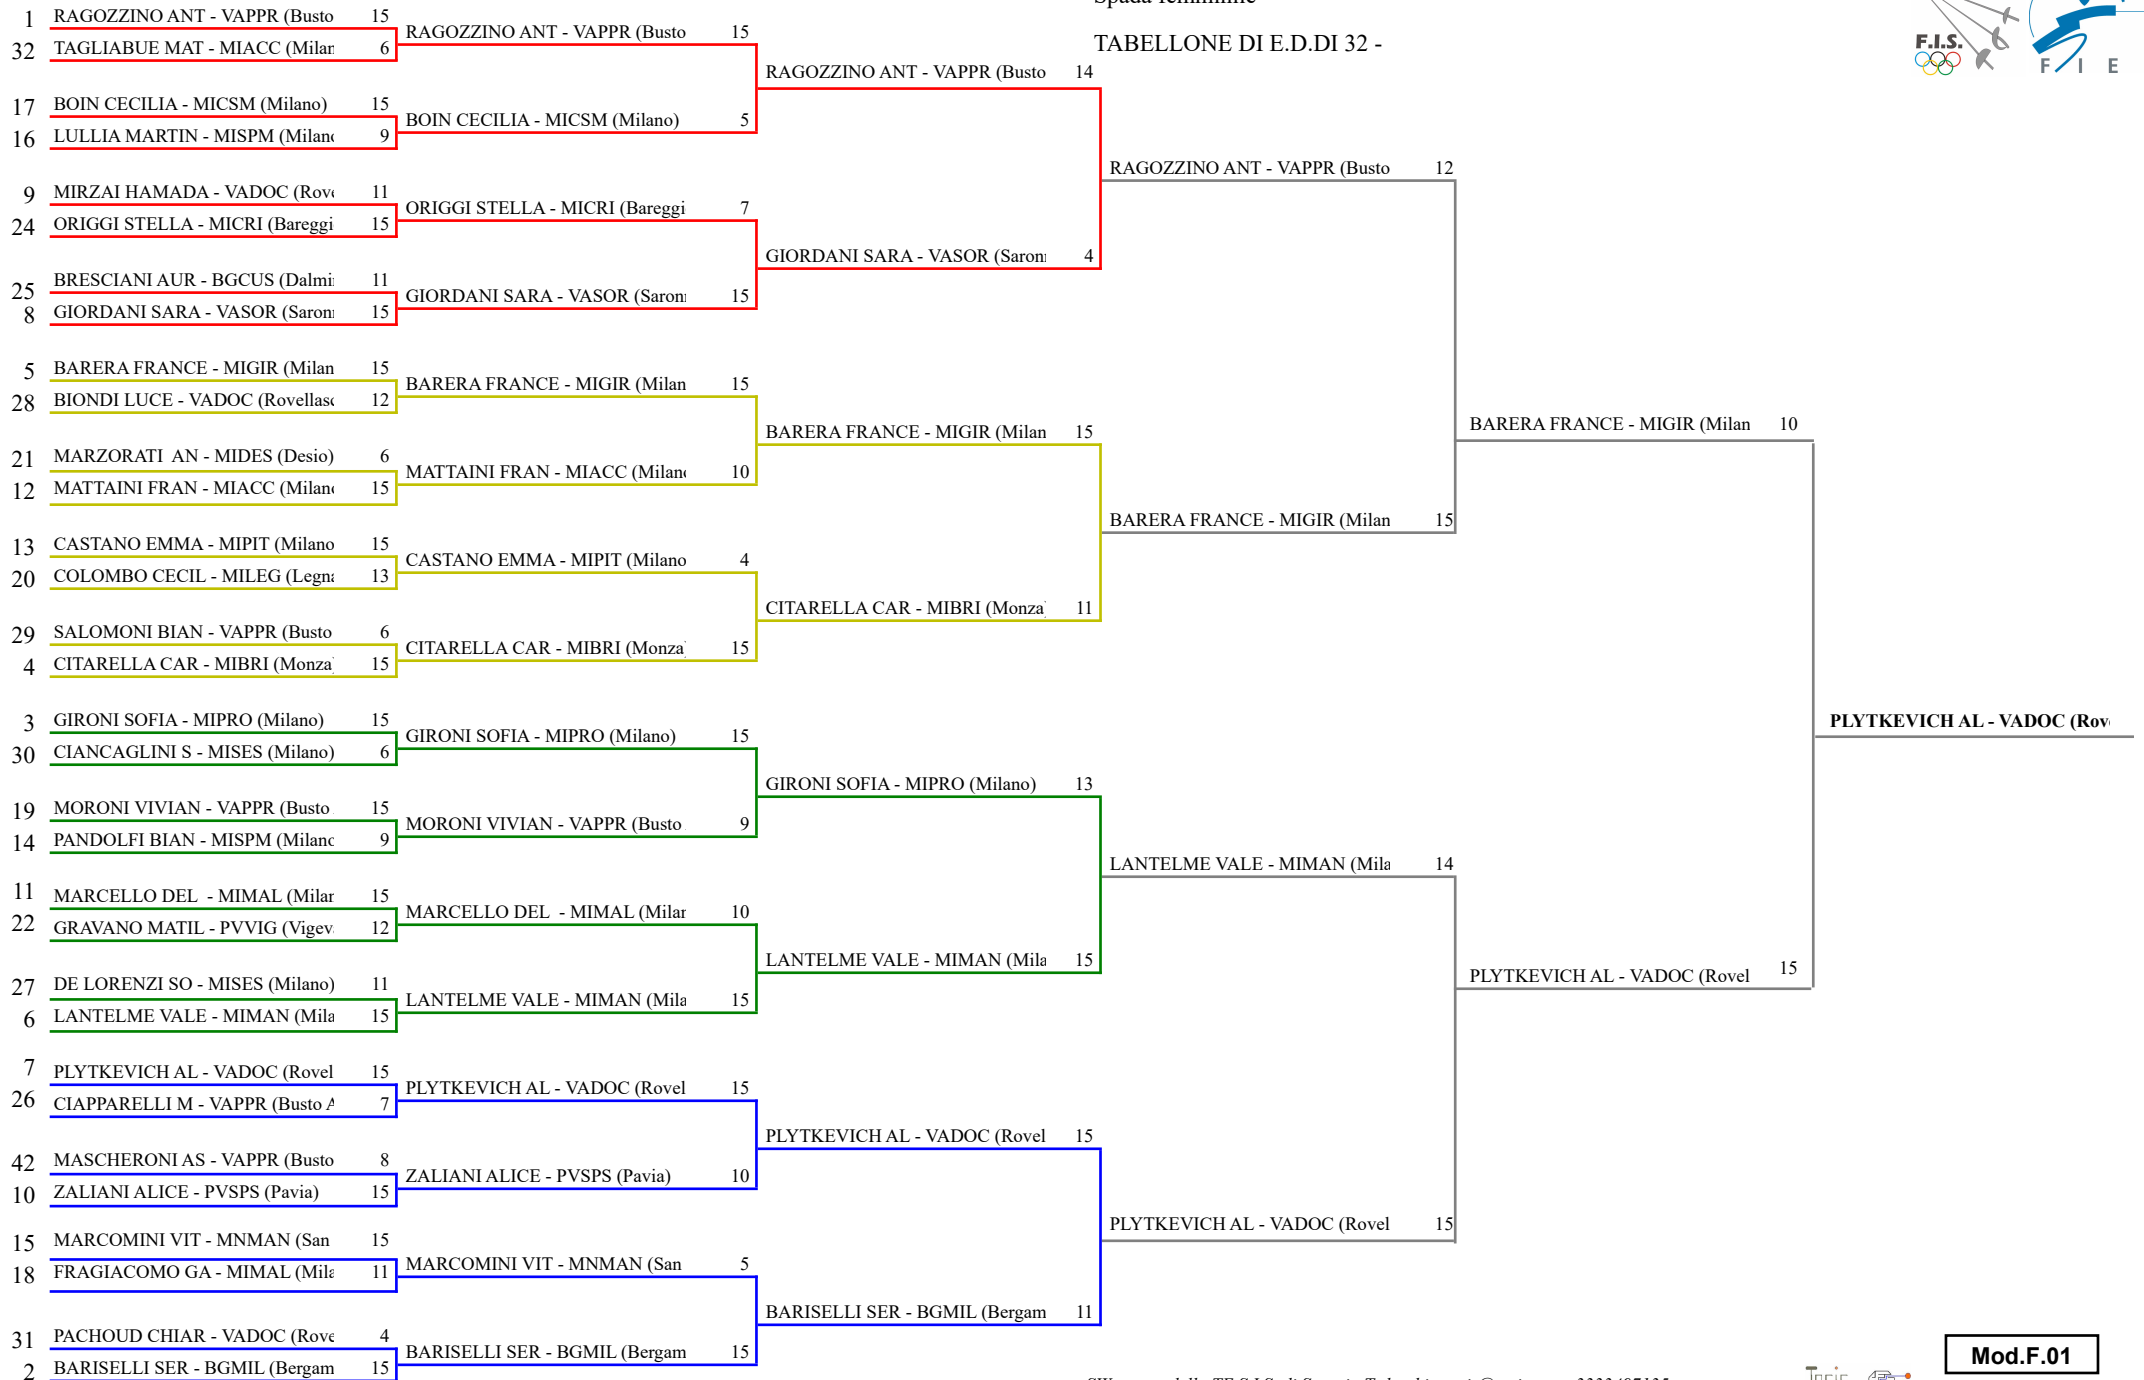 Spada femminile
TABELLONE DI E.D.DI 32 -
F.I.S.
F I E
1 RAGOZZINO ANT - VAPPR (Busto 15
32 TAGLIABUE MAT - MIACC (Milan 6
17 BOIN CECILIA - MICSM (Milano) 15
16 LULLIA MARTIN - MISPM (Milano 9
9 MIRZAI HAMADA - VADOC (Rove 11
24 ORIGGI STELLA - MICRI (Bareggi 15
25 BRESCIANI AUR - BGCUS (Dalmi 11
8 GIORDANI SARA - VASOR (Saron 15
5 BARERA FRANCE - MIGIR (Milan 15
28 BIONDI LUCE - VADOC (Rovellasc 12
21 MARZORATI  AN - MIDES (Desio) 6
12 MATTAINI FRAN - MIACC (Milano 15
13 CASTANO EMMA - MIPIT (Milano 15
20 COLOMBO CECIL - MILEG (Legna 13
29 SALOMONI BIAN - VAPPR (Busto 6
4 CITARELLA CAR - MIBRI (Monza) 15
3 GIRONI SOFIA - MIPRO (Milano) 15
30 CIANCAGLINI S - MISES (Milano) 6
19 MORONI VIVIAN - VAPPR (Busto 15
14 PANDOLFI BIAN - MISPM (Milano 9
11 MARCELLO DEL  - MIMAL (Milan 15
22 GRAVANO MATIL - PVVIG (Vigev 12
27 DE LORENZI SO - MISES (Milano) 11
6 LANTELME VALE - MIMAN (Mila 15
7 PLYTKEVICH AL - VADOC (Rovel 15
26 CIAPPARELLI M - VAPPR (Busto A 7
42 MASCHERONI AS - VAPPR (Busto 8
10 ZALIANI ALICE - PVSPS (Pavia) 15
15 MARCOMINI VIT - MNMAN (San 15
18 FRAGIACOMO GA - MIMAL (Mila 11
31 PACHOUD CHIAR - VADOC (Rove 4
2 BARISELLI SER - BGMIL (Bergam 15
RAGOZZINO ANT - VAPPR (Busto 15
BOIN CECILIA - MICSM (Milano) 5
ORIGGI STELLA - MICRI (Bareggi 7
GIORDANI SARA - VASOR (Saron 15
BARERA FRANCE - MIGIR (Milan 15
MATTAINI FRAN - MIACC (Milano 10
CASTANO EMMA - MIPIT (Milano 4
CITARELLA CAR - MIBRI (Monza) 15
GIRONI SOFIA - MIPRO (Milano) 15
MORONI VIVIAN - VAPPR (Busto 9
MARCELLO DEL  - MIMAL (Milan 10
LANTELME VALE - MIMAN (Mila 15
PLYTKEVICH AL - VADOC (Rovel 15
ZALIANI ALICE - PVSPS (Pavia) 10
MARCOMINI VIT - MNMAN (San 5
BARISELLI SER - BGMIL (Bergam 15
RAGOZZINO ANT - VAPPR (Busto 14
GIORDANI SARA - VASOR (Saron 4
BARERA FRANCE - MIGIR (Milan 15
CITARELLA CAR - MIBRI (Monza) 11
GIRONI SOFIA - MIPRO (Milano) 13
LANTELME VALE - MIMAN (Mila 15
PLYTKEVICH AL - VADOC (Rovel 15
BARISELLI SER - BGMIL (Bergam 11
RAGOZZINO ANT - VAPPR (Busto 12
BARERA FRANCE - MIGIR (Milan 15
LANTELME VALE - MIMAN (Mila 14
PLYTKEVICH AL - VADOC (Rovel 15
BARERA FRANCE - MIGIR (Milan 10
PLYTKEVICH AL - VADOC (Rovel 15
PLYTKEVICH AL - VADOC (Rov
Mod.F.01